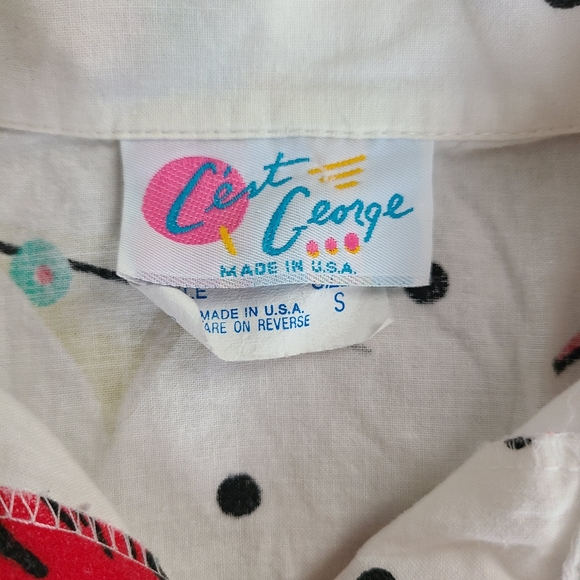 C'est
George
MADE IN U.S.A.
MADE IN U.S.A. S
ARE ON REVERSE